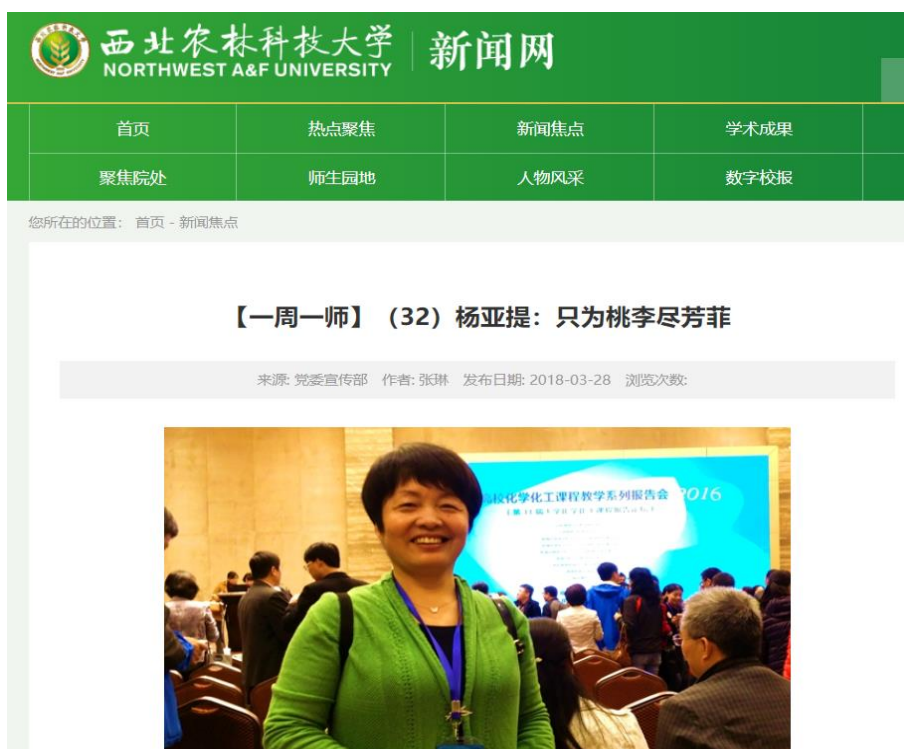 西北农林科技大学 新闻网
NORTHWEST A&F UNIVERSITY
首页 热点聚焦 新闻焦点 学术成果
聚焦院处 师生园地 人物风采 数字校报
您所在的位置: 首页 - 新闻焦点
【一周一师】（32）杨亚提：只为桃李尽芳菲
来源: 党委宣传部 作者: 张琳 发布日期: 2018-03-28 浏览次数:
高校化学化工课程教学系列报告会 2016